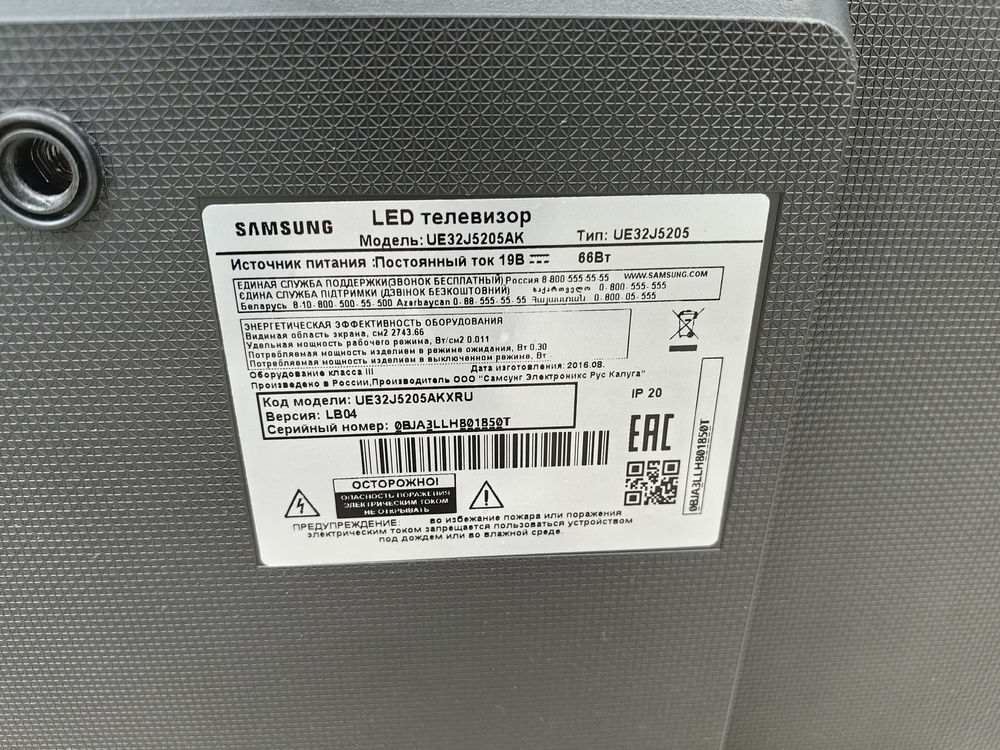 SAMSUNG LED телевизор
Модель: UE32J5205AK Тип: UE32J5205
Источник питания :Постоянный ток 19В 66Вт
ЕДИНАЯ СЛУЖБА ПОДДЕРЖКИ(ЗВОНОК БЕСПЛАТНЫЙ) Россия 8-800-555-55-55 WWW.SAMSUNG.COM
ЄДИНА СЛУЖБА ПІДТРИМКИ (ДЗВІНОК БЕЗКОШТОВНИЙ) საქართველო 0-800-555-555
Беларусь 8-10-800-500-55-500 Azərbaycan 0-88-555-55-55 Հայաստան 0-800-05-555
ЭНЕРГЕТИЧЕСКАЯ ЭФФЕКТИВНОСТЬ ОБОРУДОВАНИЯ
Видимая область экрана, см2 2743.66
Удельная мощность рабочего режима, Вт/см2 0.011
Потребляемая мощность изделием в режиме ожидания, Вт 0.30
Потребляемая мощность изделием в выключенном режиме, Вт
Оборудование класса III Дата изготовления: 2016.08.
Произведено в России,Производитель ООО "Самсунг Электроникс Рус Калуга"
Код модели: UE32J5205AKXRU
Версия: LB04
Серийный номер: 0BJA3LLH801850T
IP 20
EAC
0BJA3LLH801850T
ОСТОРОЖНО!
ОПАСНОСТЬ ПОРАЖЕНИЯ
ЭЛЕКТРИЧЕСКИМ ТОКОМ
НЕ ОТКРЫВАТЬ
ПРЕДУПРЕЖДЕНИЕ: во избежание пожара или поражения
электрическим током запрещается пользоваться устройством
под дождем или во влажной среде.